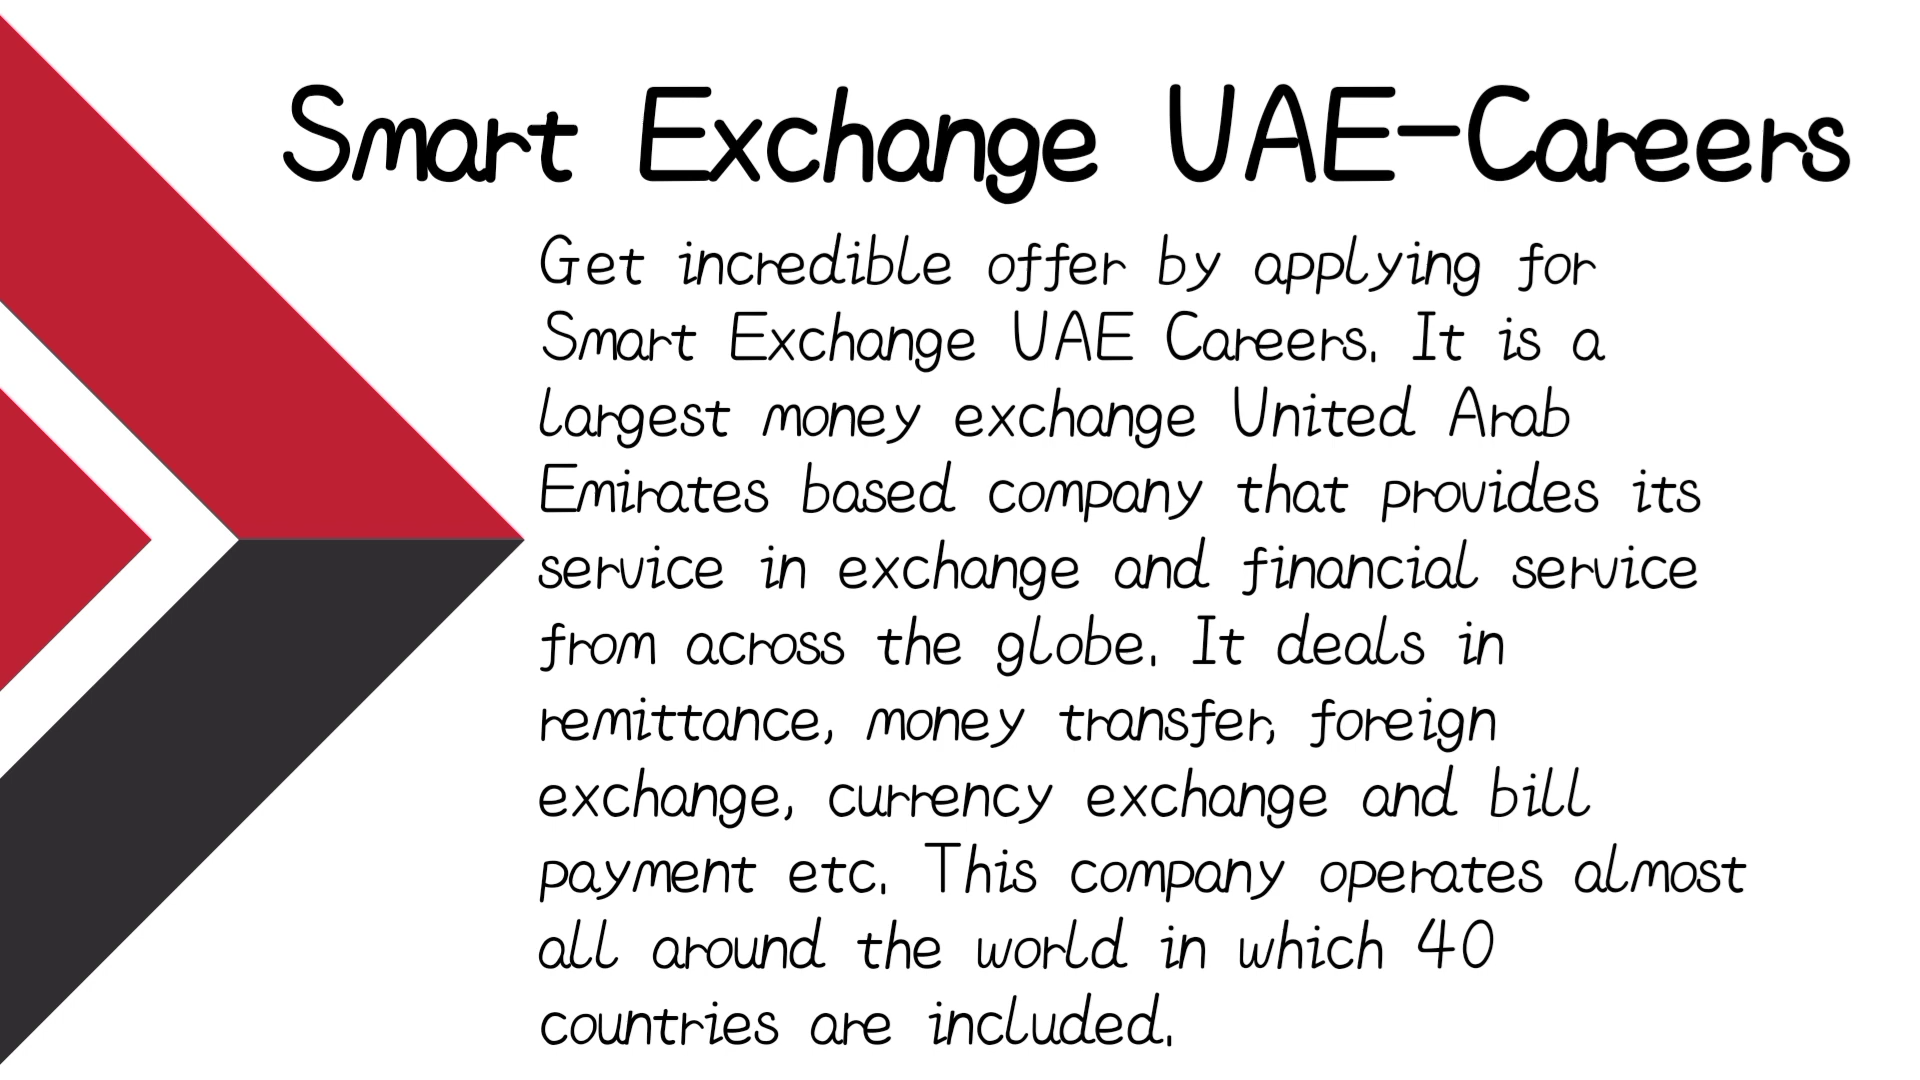 Smart Exchange UAE-Careers
Get incredible offer by applying for
Smart Exchange UAE Careers. It is a
largest money exchange United Arab
Emirates based company that provides its
service in exchange and financial service
from across the globe. It deals in
remittance, money transfer, foreign
exchange, currency exchange and bill
payment etc. This company operates almost
all around the world in which 40
countries are included.